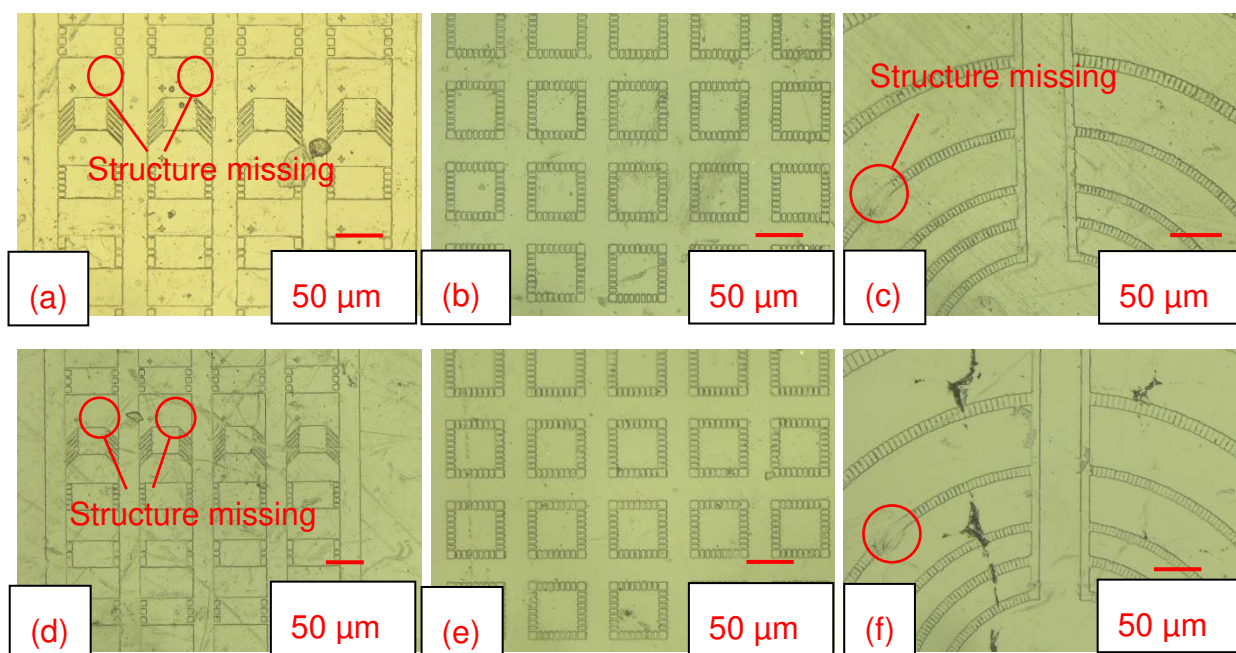 Structure missing
(a)
50 μm
(b)
50 μm
Structure missing
(c)
50 μm
Structure missing
(d)
50 μm
(e)
50 μm
(f)
50 μm